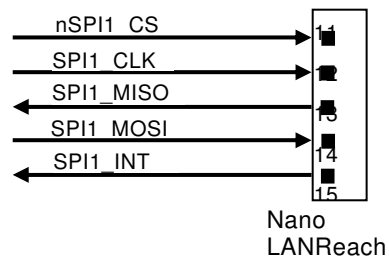 nSPI1_CS
11
SPI1_CLK
12
SPI1_MISO
13
SPI1_MOSI
14
SPI1_INT
15
Nano
LANReach